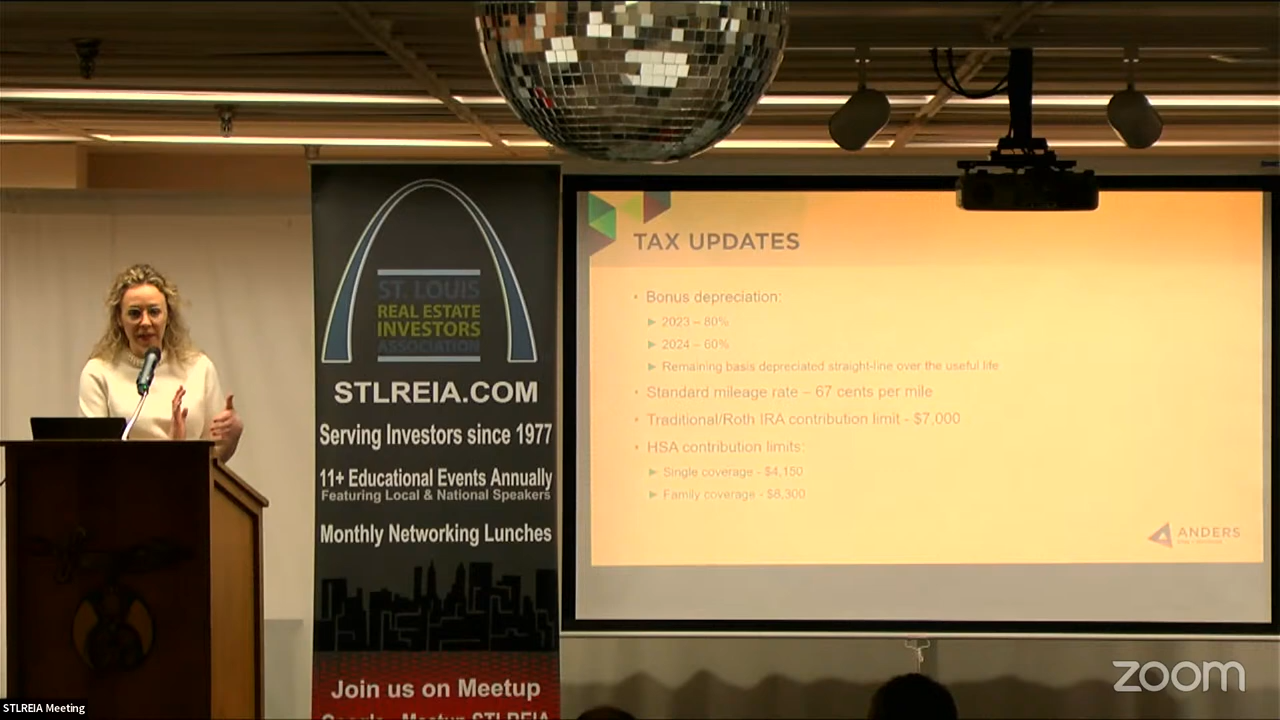 ST. LOUIS
REAL ESTATE
INVESTORS
ASSOCIATION
STLREIA.COM
Serving Investors since 1977
11+ Educational Events Annually
Featuring Local & National Speakers
Monthly Networking Lunches
Join us on Meetup
TAX UPDATES
• Bonus depreciation:
► 2023 – 80%
► 2024 – 60%
► Remaining basis depreciated straight-line over the useful life
• Standard mileage rate – 67 cents per mile
• Traditional/Roth IRA contribution limit - $7,000
• HSA contribution limits:
► Single coverage - $4,150
► Family coverage - $8,300
ANDERS
zoom
STLREIA Meeting